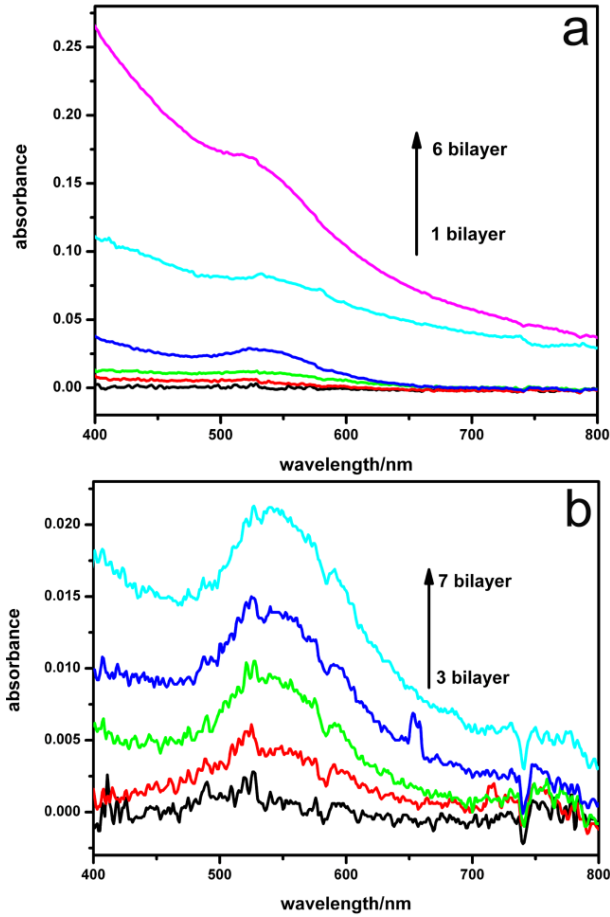 a
0.25
0.20
0.15
0.10
0.05
0.00
absorbance
6 bilayer
1 bilayer
400 500 600 700 800
wavelength/nm
b
0.020
0.015
0.010
0.005
0.000
absorbance
7 bilayer
3 bilayer
400 500 600 700 800
wavelength/nm